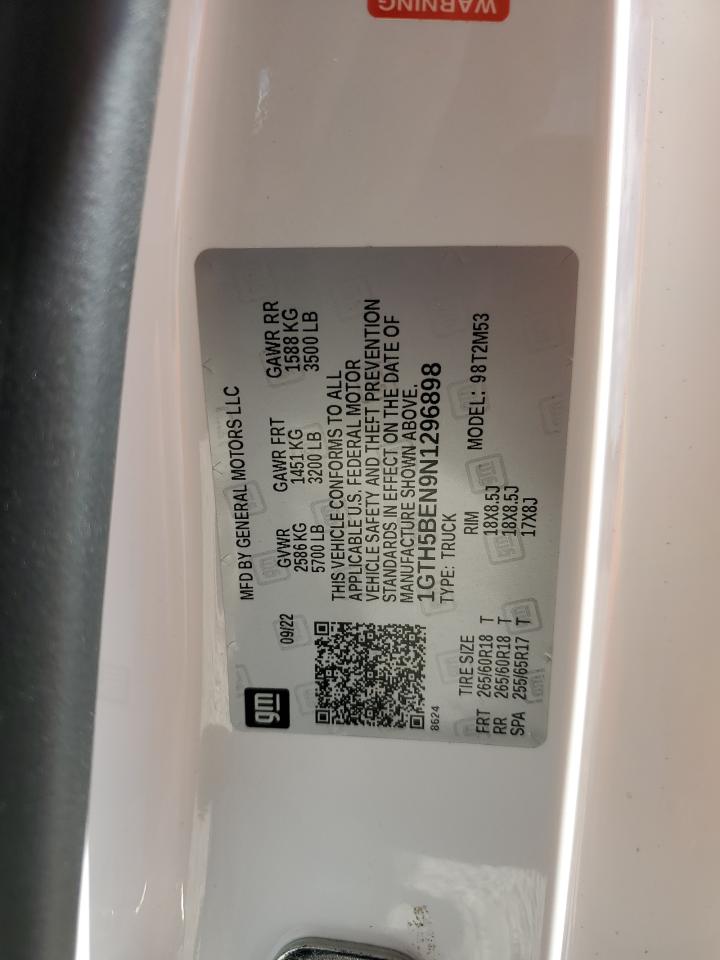 WARNING
gm
MFD BY GENERAL MOTORS LLC
09/22
GVWR GAWR FRT GAWR RR
2586 KG 1451 KG 1588 KG
5700 LB 3200 LB 3500 LB
THIS VEHICLE CONFORMS TO ALL
APPLICABLE U.S. FEDERAL MOTOR
VEHICLE SAFETY AND THEFT PREVENTION
STANDARDS IN EFFECT ON THE DATE OF
MANUFACTURE SHOWN ABOVE.
1GTH5BEN9N1296898
8624
TYPE: TRUCK
TIRE SIZE RIM MODEL: 98T2M53
FRT 265/60R18 T 18X8.5J
RR 265/60R18 T 18X8.5J
SPA 255/65R17 T 17X8J